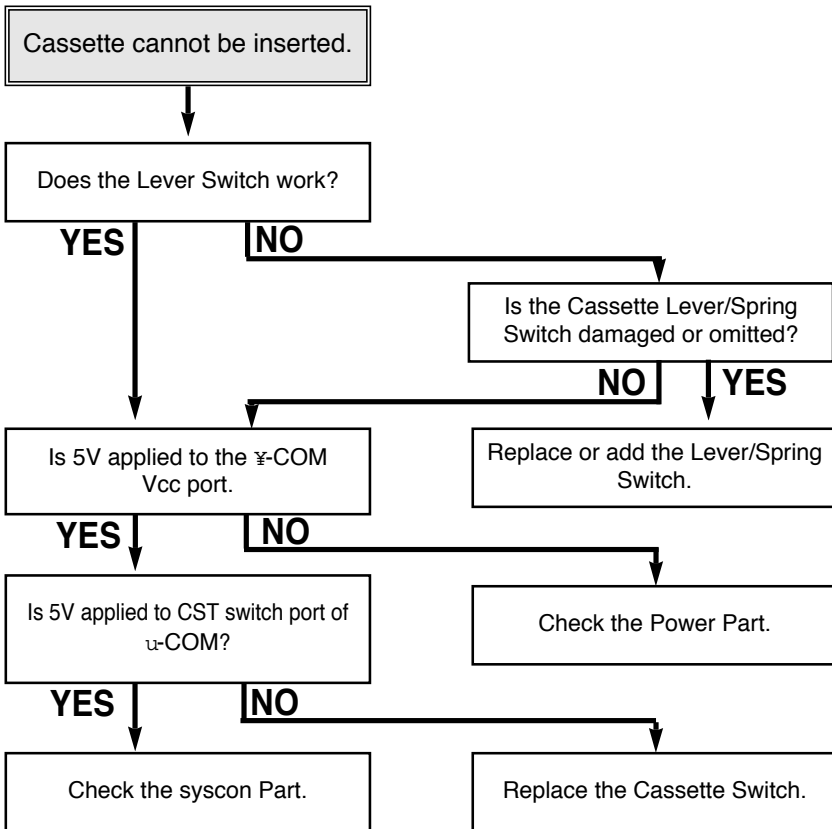 Cassette cannot be inserted.
Does the Lever Switch work?
YES
NO
Is the Cassette Lever/Spring
Switch damaged or omitted?
NO
YES
Is 5V applied to the ¥-COM
Vcc port.
Replace or add the Lever/Spring
Switch.
YES
NO
Is 5V applied to CST switch port of
u-COM?
Check the Power Part.
YES
NO
Check the syscon Part.
Replace the Cassette Switch.